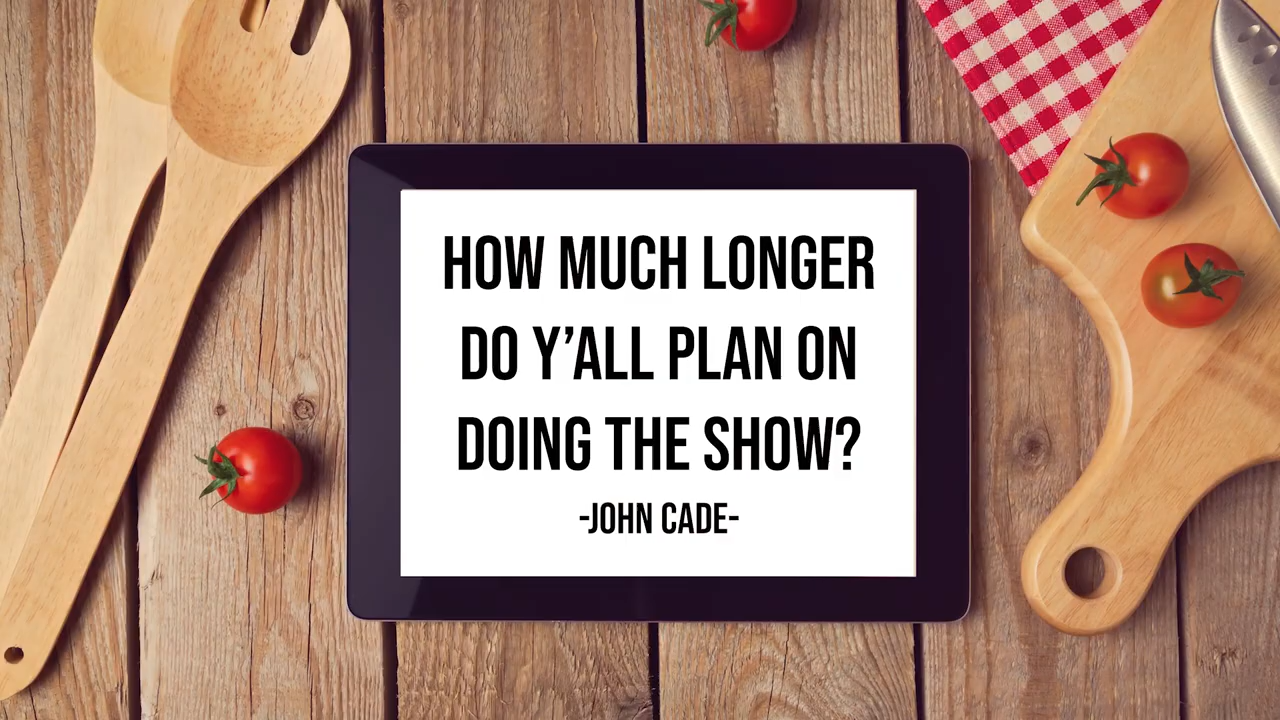 HOW MUCH LONGER
DO Y’ALL PLAN ON
DOING THE SHOW?
-JOHN CADE-